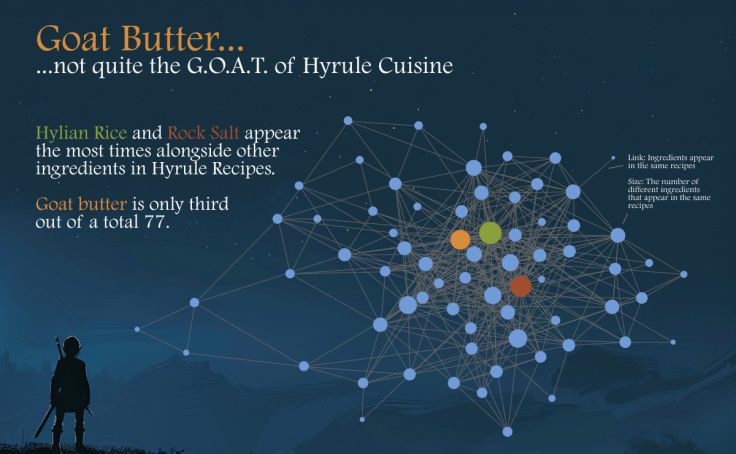 Goat Butter...
...not quite the G.O.A.T. of Hyrule Cuisine
Hylian Rice and Rock Salt appear
the most times alongside other
ingredients in Hyrule Recipes.
Goat butter is only third
out of a total 77.
Link: Ingredients appear
in the same recipes
Size: The number of
different ingredients
that appear in the same
recipes